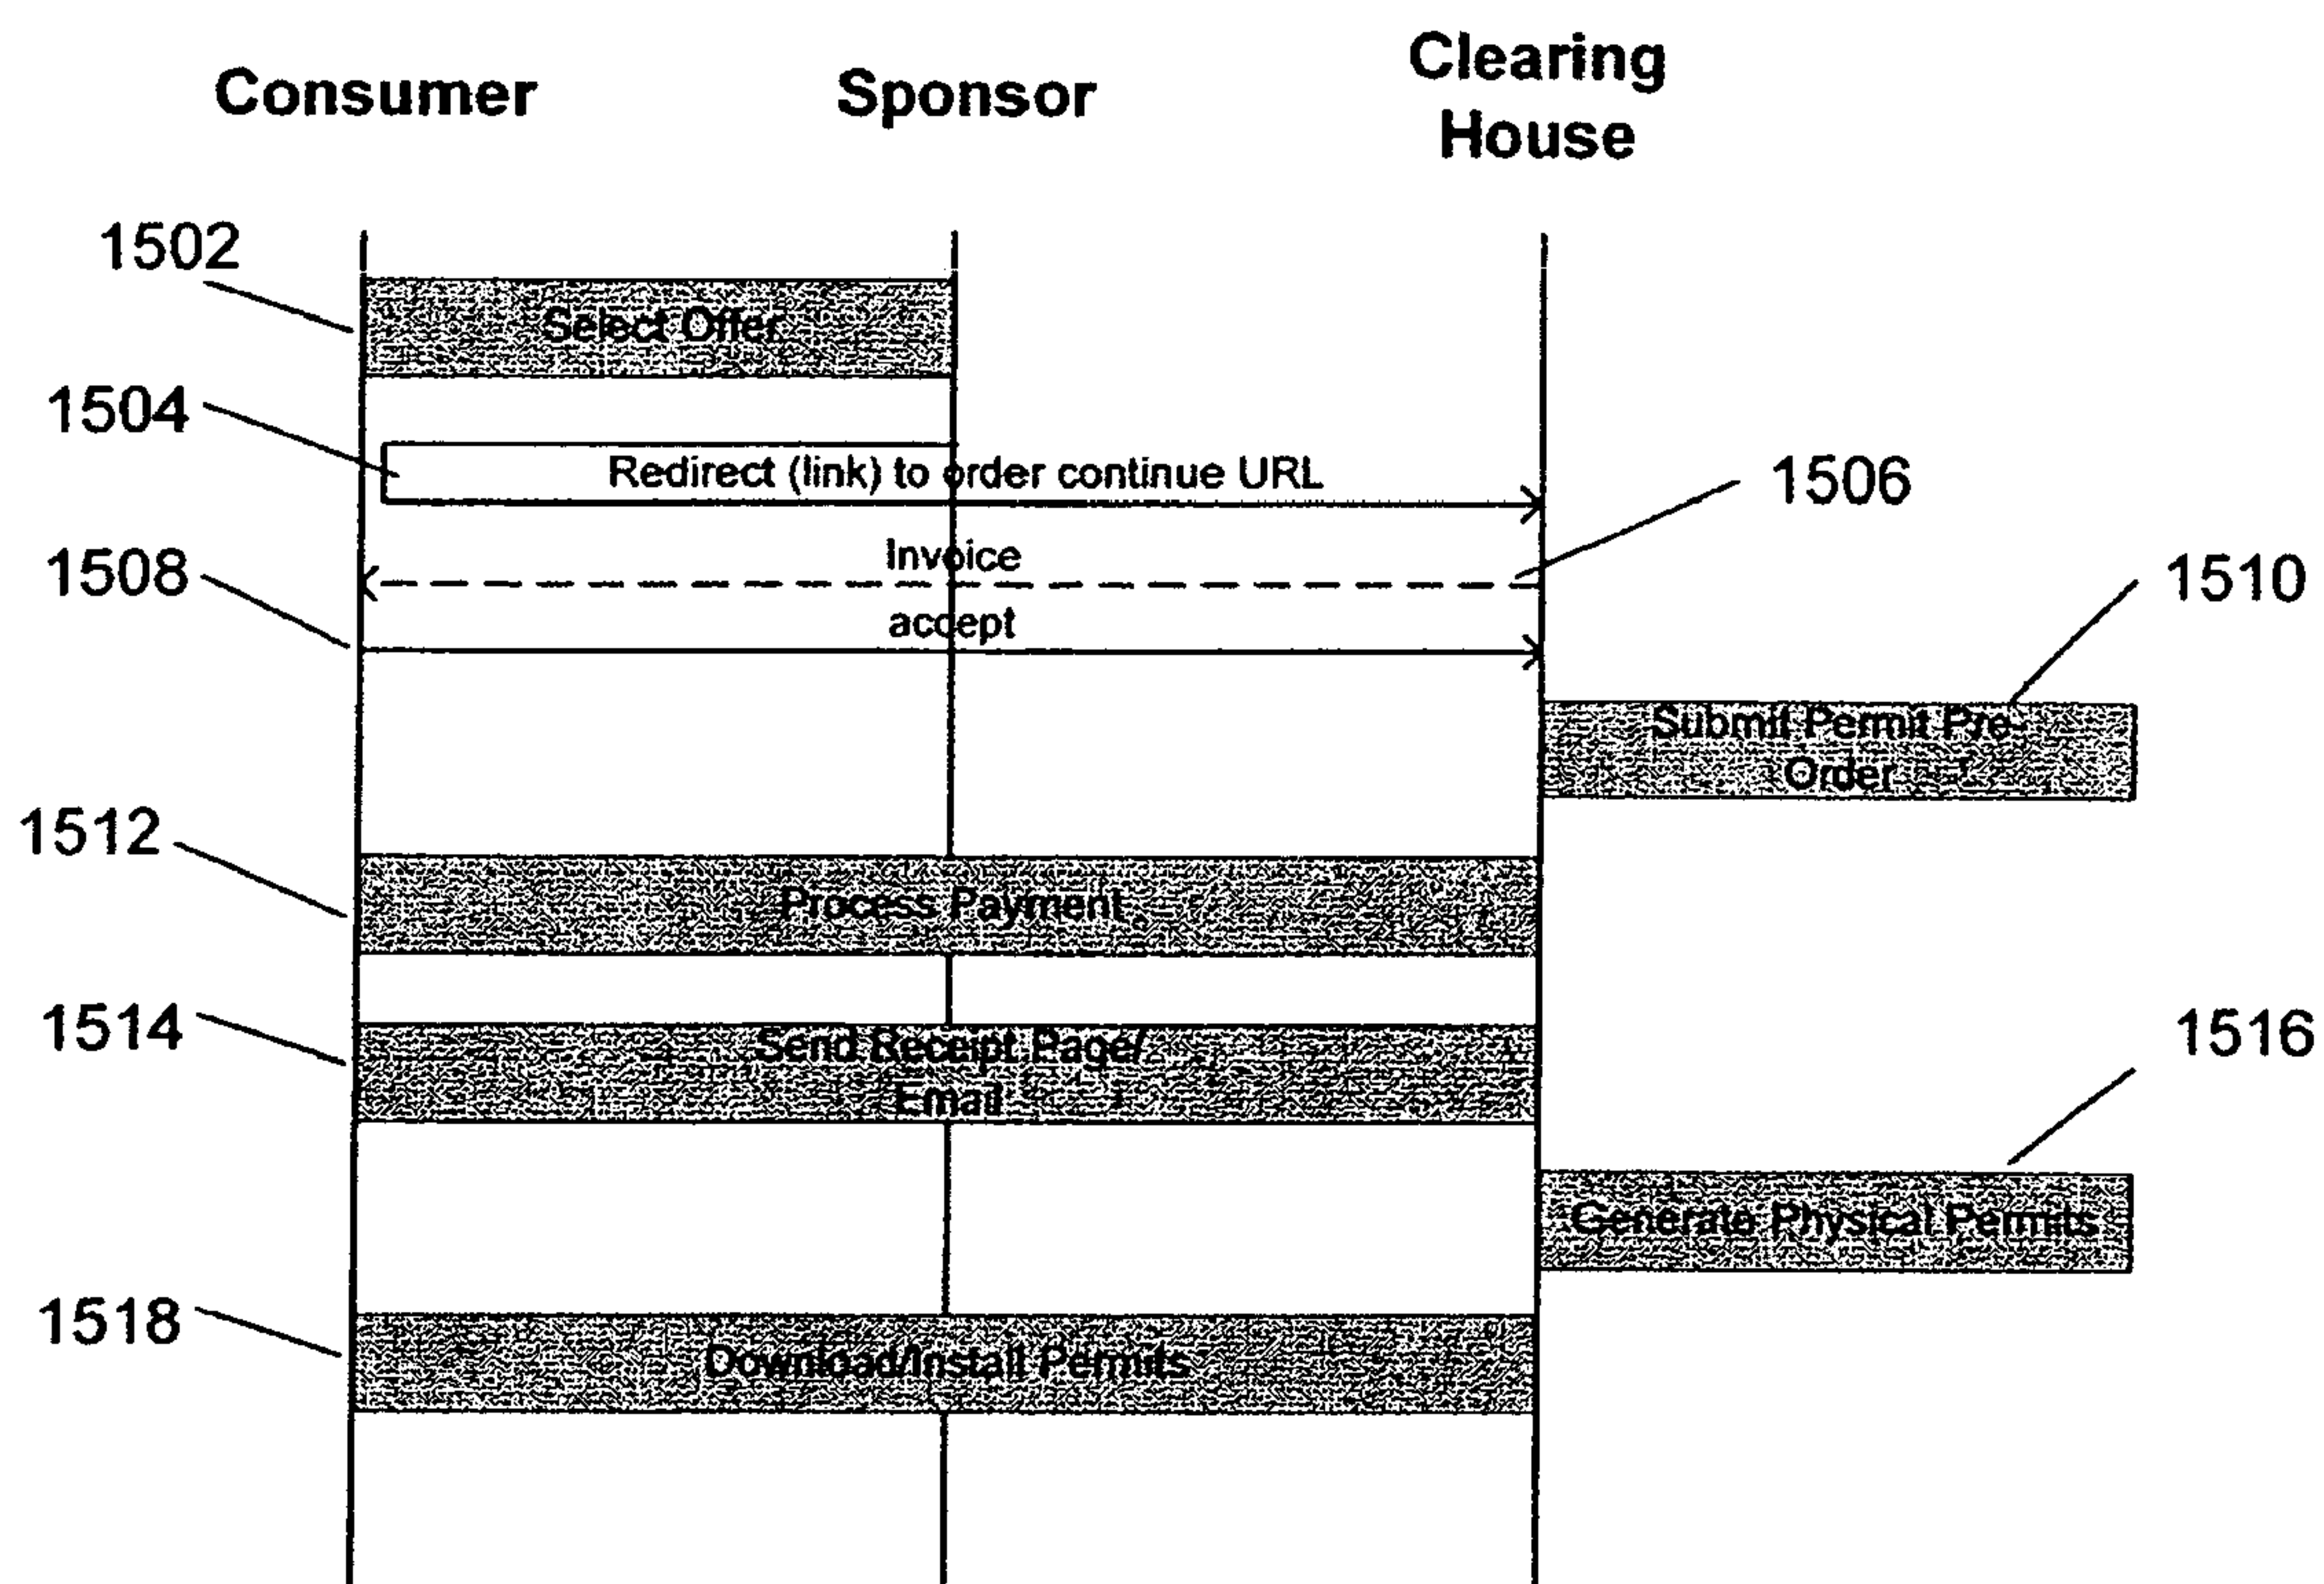 Consumer
Sponsor
Clearing
House
1502
Select Offer
1504
Redirect (link) to order continue URL
1506
Invoice
1508
accept
1510
Submit Permit Pre-
Order
1512
Process Payment
1514
Send Receipt Page/
Email
1516
Generate Physical Permits
1518
Download/Install Permits